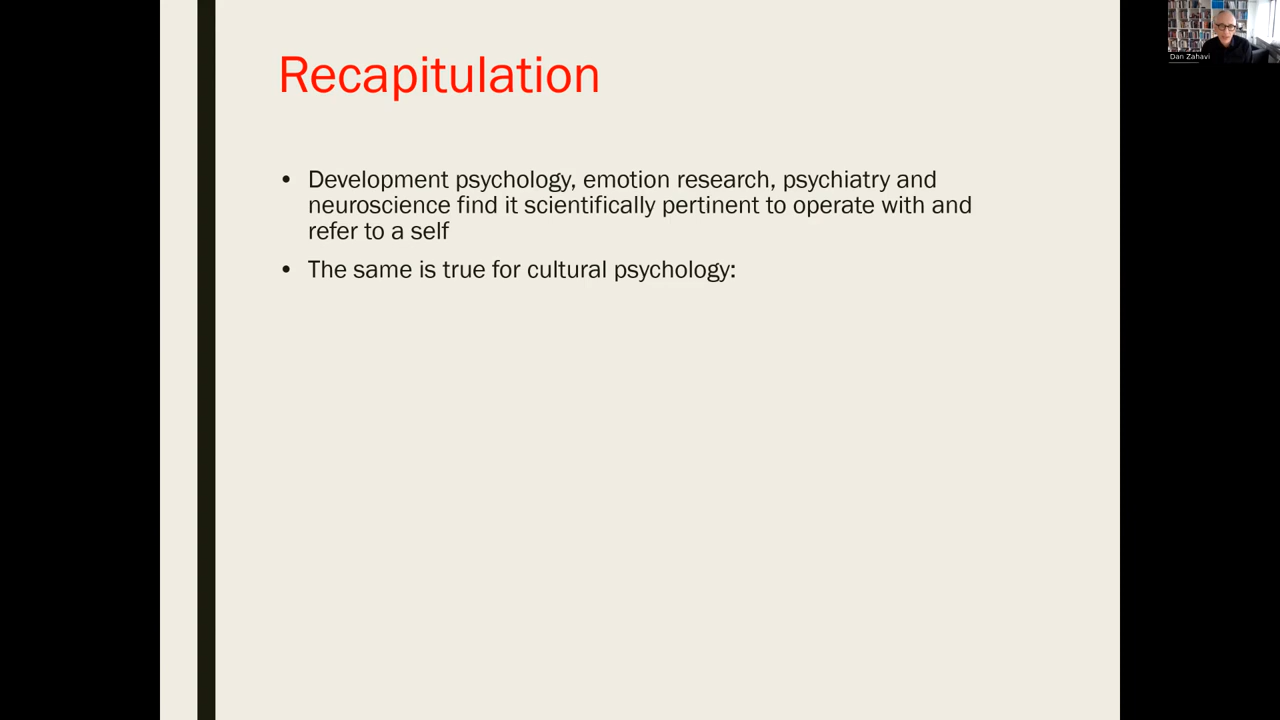 Recapitulation
• Development psychology, emotion research, psychiatry and
neuroscience find it scientifically pertinent to operate with and
refer to a self
• The same is true for cultural psychology:
Dan Zahavi